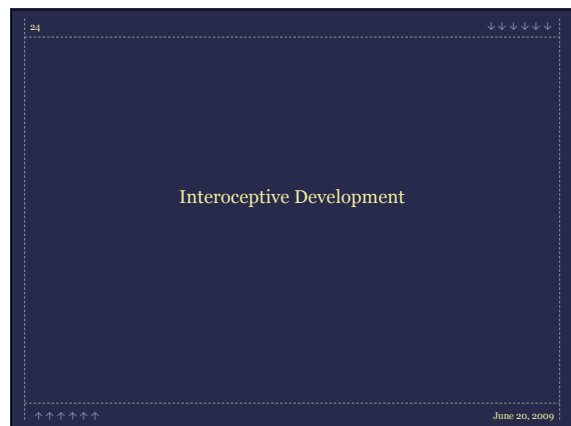 24 ↓↓↓↓↓↓
Interoceptive Development
↑↑↑↑↑↑ June 20, 2009